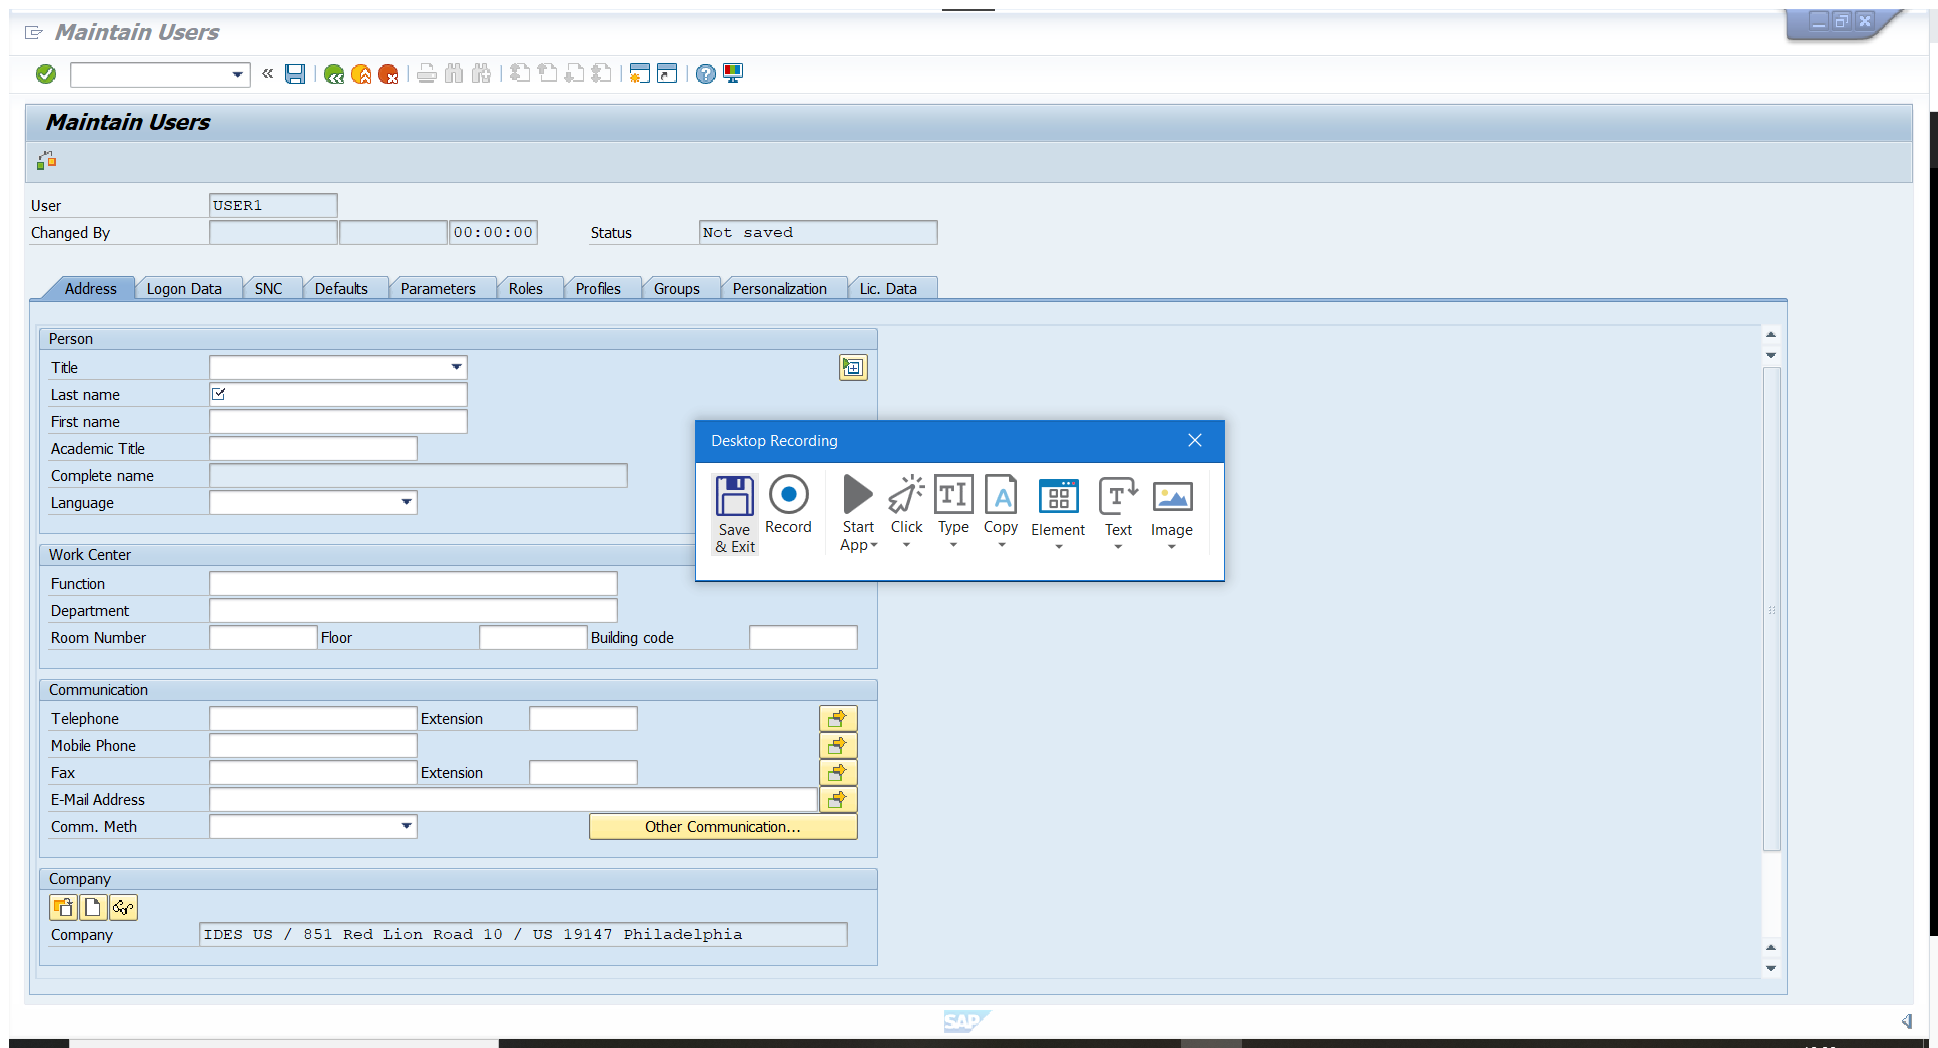 Maintain Users
Maintain Users
User USER1
Changed By 00:00:00 Status Not saved
Address Logon Data SNC Defaults Parameters Roles Profiles Groups Personalization Lic. Data
Person
Title
Last name
First name
Academic Title
Complete name
Language
Desktop Recording
Save & Exit
Record
Start App
Click
Type
Copy
Element
Text
Image
Work Center
Function
Department
Room Number Floor Building code
Communication
Telephone Extension
Mobile Phone
Fax Extension
E-Mail Address
Comm. Meth Other Communication...
Company
Company IDES US / 851 Red Lion Road 10 / US 19147 Philadelphia
SAP